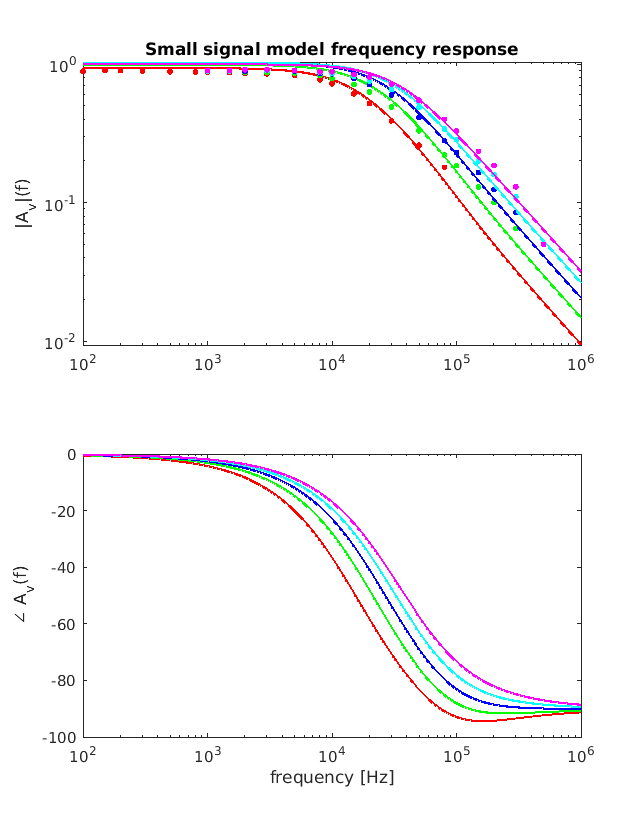 Small signal model frequency response
|A_v|(f)
10^0
10^-1
10^-2
10^2 10^3 10^4 10^5 10^6
∠ A_v(f)
0
-20
-40
-60
-80
-100
10^2 10^3 10^4 10^5 10^6
frequency [Hz]